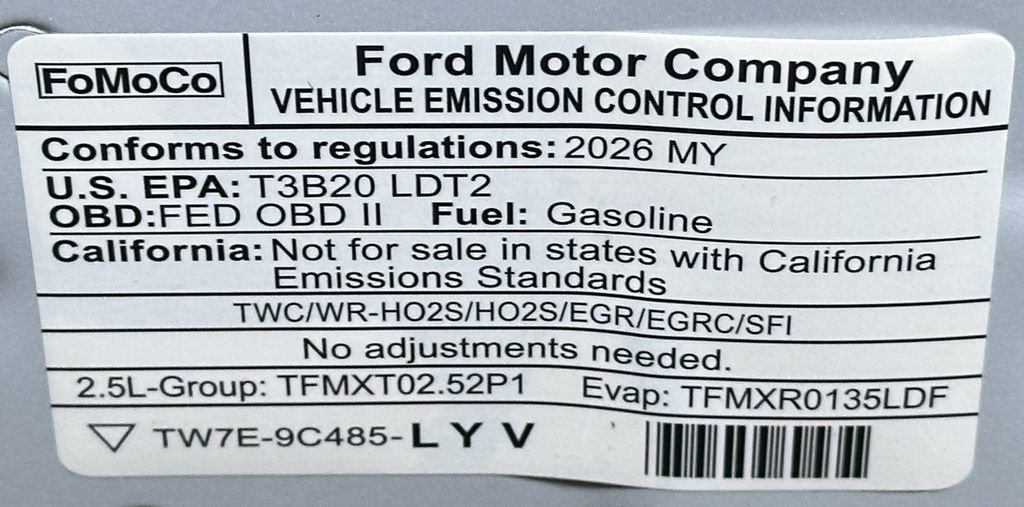 FoMoCo
Ford Motor Company
VEHICLE EMISSION CONTROL INFORMATION
Conforms to regulations: 2026 MY
U.S. EPA: T3B20 LDT2
OBD:FED OBD II Fuel: Gasoline
California: Not for sale in states with California
Emissions Standards
TWC/WR-HO2S/HO2S/EGR/EGRC/SFI
No adjustments needed.
2.5L-Group: TFMXT02.52P1 Evap: TFMXR0135LDF
TW7E-9C485-LYV